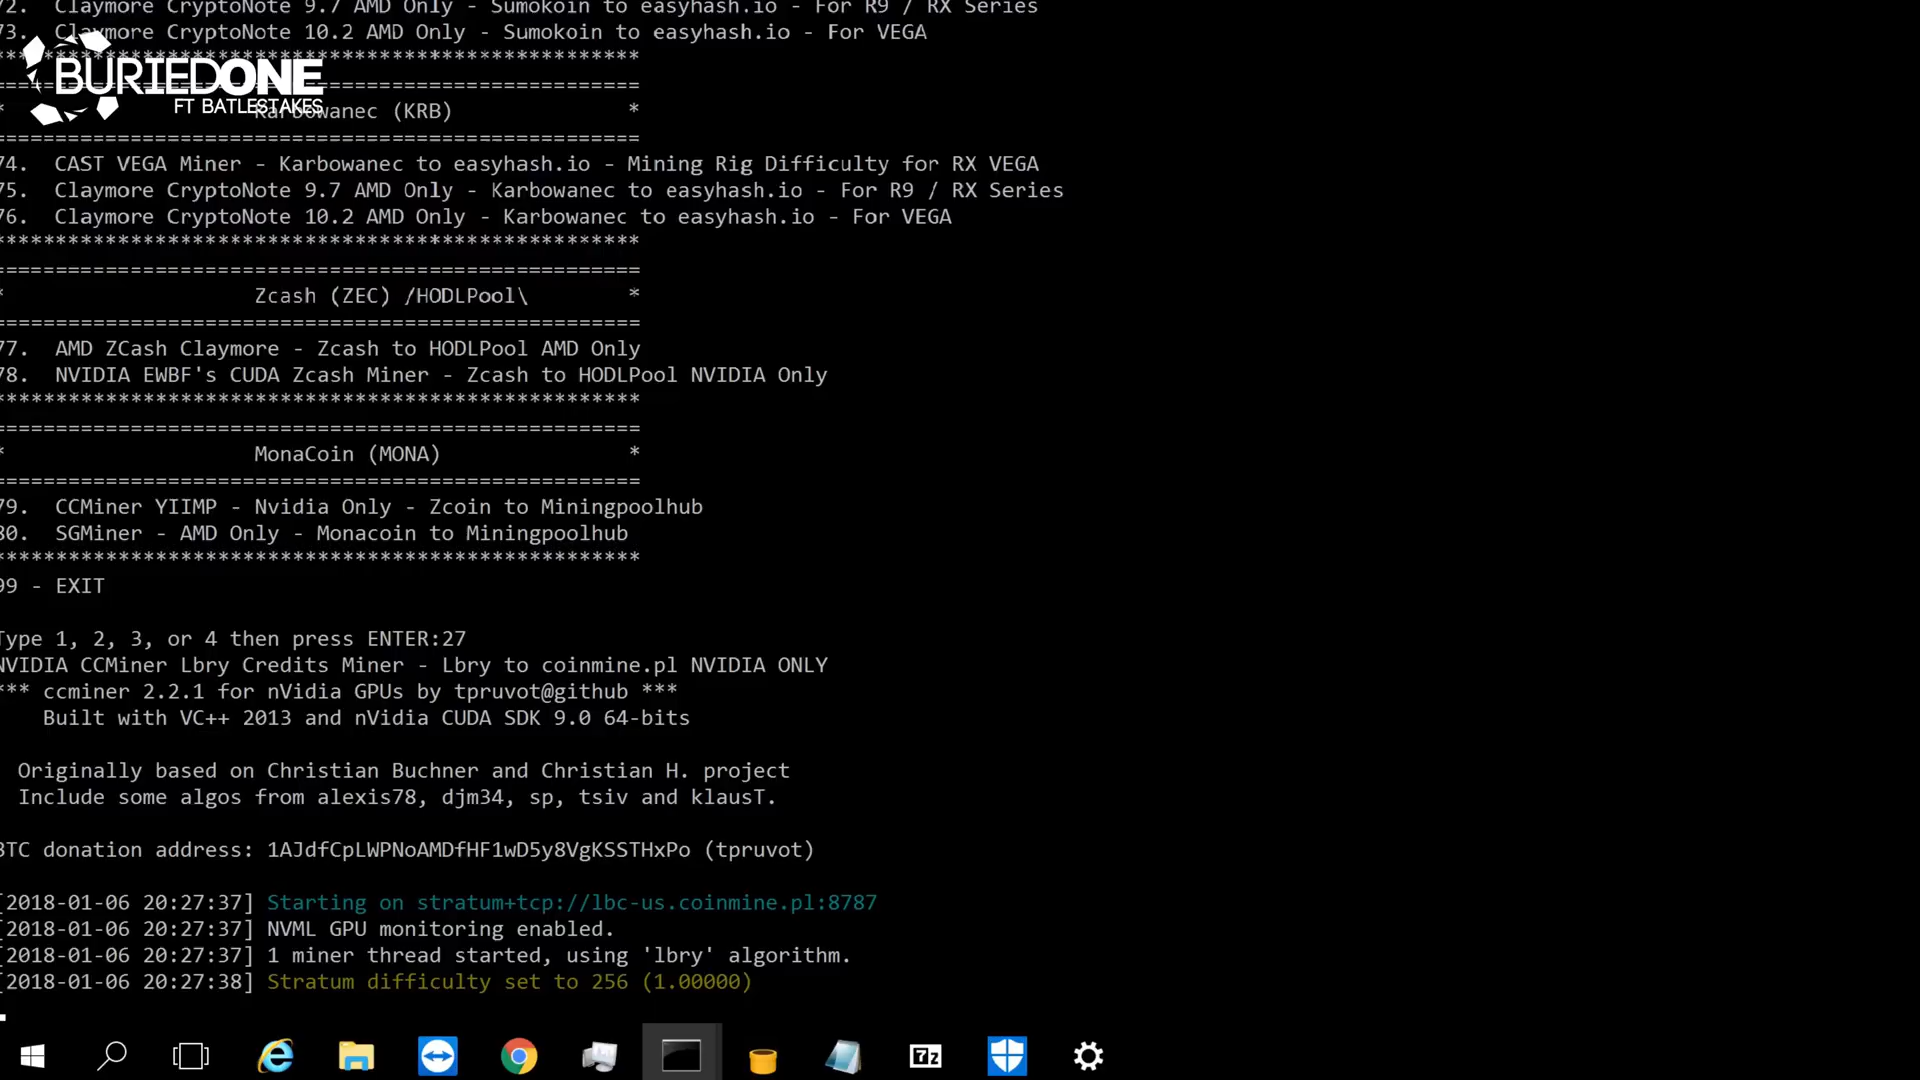 72. Claymore CryptoNote 9.7 AMD Only - Sumokoin to easyhash.io - For R9 / RX Series
73. Claymore CryptoNote 10.2 AMD Only - Sumokoin to easyhash.io - For VEGA
***************************************************
BURIEDONE
FT BATLESTAKES
====================================================
* Karbowanec (KRB) *
====================================================
74. CAST VEGA Miner - Karbowanec to easyhash.io - Mining Rig Difficulty for RX VEGA
75. Claymore CryptoNote 9.7 AMD Only - Karbowanec to easyhash.io - For R9 / RX Series
76. Claymore CryptoNote 10.2 AMD Only - Karbowanec to easyhash.io - For VEGA
****************************************************
====================================================
* Zcash (ZEC) /HODLPool\ *
====================================================
77. AMD ZCash Claymore - Zcash to HODLPool AMD Only
78. NVIDIA EWBF's CUDA Zcash Miner - Zcash to HODLPool NVIDIA Only
****************************************************
====================================================
* MonaCoin (MONA) *
====================================================
79. CCMiner YIIMP - Nvidia Only - Zcoin to Miningpoolhub
80. SGMiner - AMD Only - Monacoin to Miningpoolhub
****************************************************
99 - EXIT
Type 1, 2, 3, or 4 then press ENTER:27
NVIDIA CCMiner Lbry Credits Miner - Lbry to coinmine.pl NVIDIA ONLY
*** ccminer 2.2.1 for nVidia GPUs by tpruvot@github ***
Built with VC++ 2013 and nVidia CUDA SDK 9.0 64-bits
Originally based on Christian Buchner and Christian H. project
Include some algos from alexis78, djm34, sp, tsiv and klausT.
BTC donation address: 1AJdfCpLWPNoAMDfHF1wD5y8VgKSSTHxPo (tpruvot)
[2018-01-06 20:27:37] Starting on stratum+tcp://lbc-us.coinmine.pl:8787
[2018-01-06 20:27:37] NVML GPU monitoring enabled.
[2018-01-06 20:27:37] 1 miner thread started, using 'lbry' algorithm.
[2018-01-06 20:27:38] Stratum difficulty set to 256 (1.00000)
7z